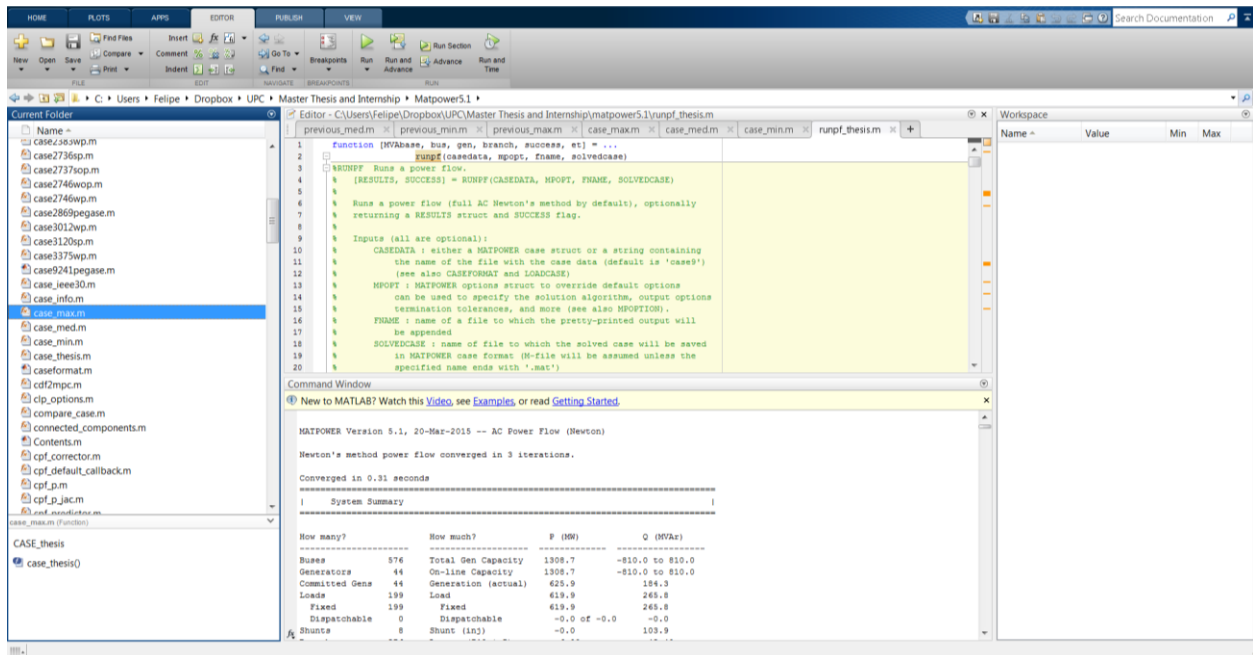 HOME PLOTS APPS EDITOR PUBLISH VIEW
Search Documentation
New Open Save
Find Files
Compare
Print
Insert
Comment
Indent
Go To
Find
Breakpoints
Run
Run and Advance
Run Section
Advance
Run and Time
FILE EDIT NAVIGATE BREAKPOINTS RUN
C: Users Felipe Dropbox UPC Master Thesis and Internship Matpower5.1
Current Folder
Name
case2383wp.m
case2736sp.m
case2737sop.m
case2746wop.m
case2746wp.m
case2869pegase.m
case3012wp.m
case3120sp.m
case3375wp.m
case9241pegase.m
case_ieee30.m
case_info.m
case_max.m
case_med.m
case_min.m
case_thesis.m
caseformat.m
cdf2mpc.m
clp_options.m
compare_case.m
connected_components.m
Contents.m
cpf_corrector.m
cpf_default_callback.m
cpf_p.m
cpf_p_jac.m
cpf_predictor.m
case_max.m (Function)
CASE_thesis
case_thesis()
Editor - C:\Users\Felipe\Dropbox\UPC\Master Thesis and Internship\matpower5.1\runpf_thesis.m
previous_med.m previous_min.m previous_max.m case_max.m case_med.m case_min.m runpf_thesis.m +
1 function [MVAbase, bus, gen, branch, success, et] = ...
2 runpf(casedata, mpopt, fname, solvedcase)
3 %RUNPF Runs a power flow.
4 % [RESULTS, SUCCESS] = RUNPF(CASEDATA, MPOPT, FNAME, SOLVEDCASE)
5 %
6 % Runs a power flow (full AC Newton's method by default), optionally
7 % returning a RESULTS struct and SUCCESS flag.
8 %
9 % Inputs (all are optional):
10 % CASEDATA : either a MATPOWER case struct or a string containing
11 % the name of the file with the case data (default is 'case9')
12 % (see also CASEFORMAT and LOADCASE)
13 % MPOPT : MATPOWER options struct to override default options
14 % can be used to specify the solution algorithm, output options
15 % termination tolerances, and more (see also MPOPTION).
16 % FNAME : name of a file to which the pretty-printed output will
17 % be appended
18 % SOLVEDCASE : name of file to which the solved case will be saved
19 % in MATPOWER case format (M-file will be assumed unless the
20 % specified name ends with '.mat')
Command Window
New to MATLAB? Watch this Video, see Examples, or read Getting Started.
MATPOWER Version 5.1, 20-Mar-2015 -- AC Power Flow (Newton)
Newton's method power flow converged in 3 iterations.
Converged in 0.31 seconds
| System Summary |
How many? How much? P (MW) Q (MVAr)
Buses 576 Total Gen Capacity 1308.7 -810.0 to 810.0
Generators 44 On-line Capacity 1308.7 -810.0 to 810.0
Committed Gens 44 Generation (actual) 625.9 184.3
Loads 199 Load 619.9 265.8
Fixed 199 Fixed 619.9 265.8
Dispatchable 0 Dispatchable -0.0 of -0.0 -0.0
Shunts 8 Shunt (inj) -0.0 103.9
Workspace
Name Value Min Max